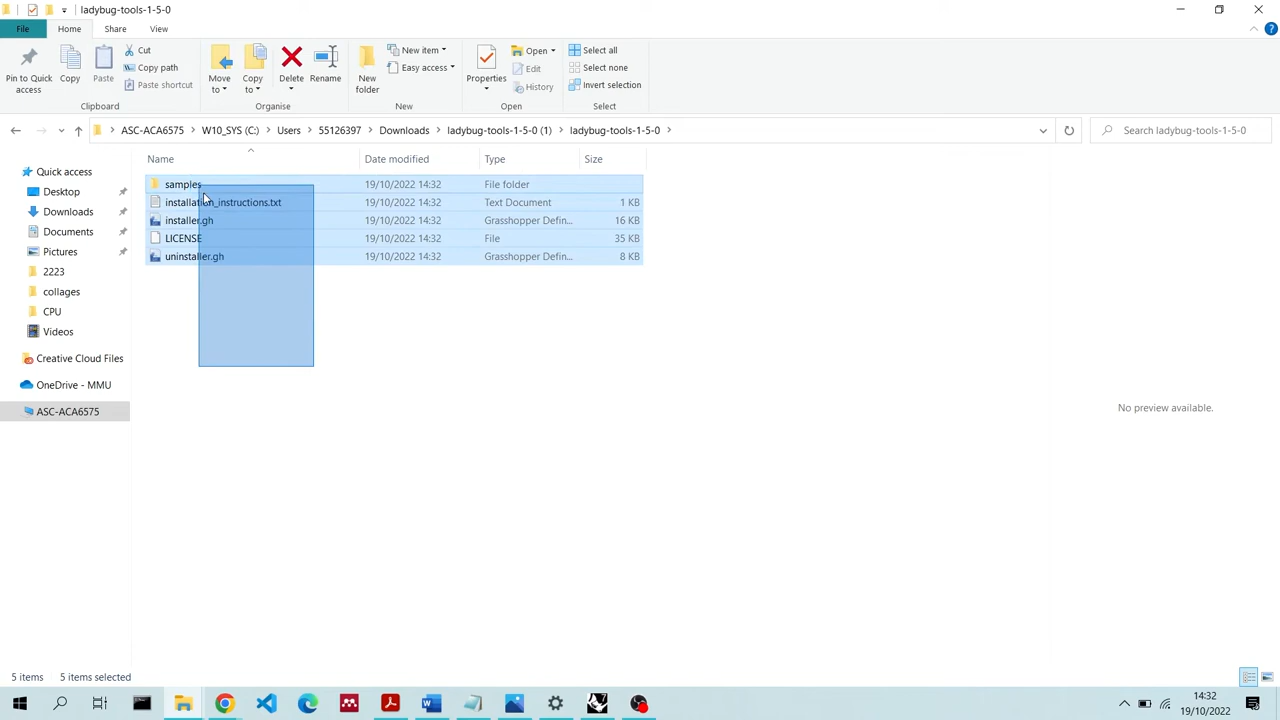 ladybug-tools-1-5-0
File Home Share View
Pin to Quick access
Copy
Paste
Cut
Copy path
Paste shortcut
Clipboard
Move to
Copy to
Delete
Rename
Organise
New folder
New item
Easy access
New
Properties
Open
Edit
History
Open
Select all
Select none
Invert selection
Select
ASC-ACA6575 W10_SYS (C:) Users 55126397 Downloads ladybug-tools-1-5-0 (1) ladybug-tools-1-5-0
Search ladybug-tools-1-5-0
Quick access
Desktop
Downloads
Documents
Pictures
2223
collages
CPU
Videos
Creative Cloud Files
OneDrive - MMU
ASC-ACA6575
Name Date modified Type Size
samples 19/10/2022 14:32 File folder
installation_instructions.txt 19/10/2022 14:32 Text Document 1 KB
installer.gh 19/10/2022 14:32 Grasshopper Defin... 16 KB
LICENSE 19/10/2022 14:32 File 35 KB
uninstaller.gh 19/10/2022 14:32 Grasshopper Defin... 8 KB
No preview available.
5 items 5 items selected
14:32
19/10/2022